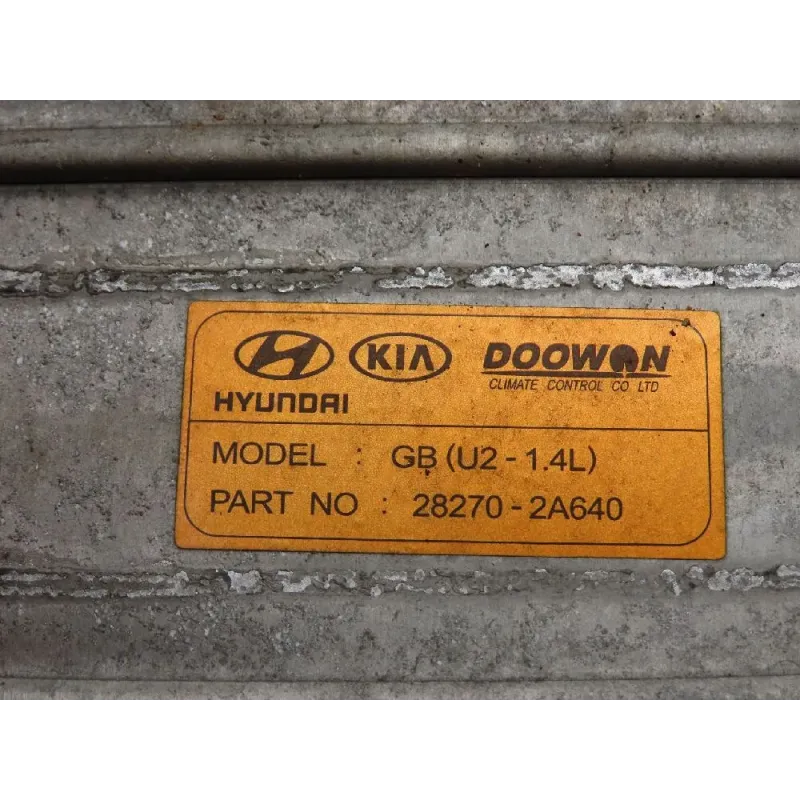 KIA DOOWON
CLIMATE CONTROL CO LTD
HYUNDAI
MODEL : GB (U2 - 1.4L)
PART NO : 28270 - 2A640